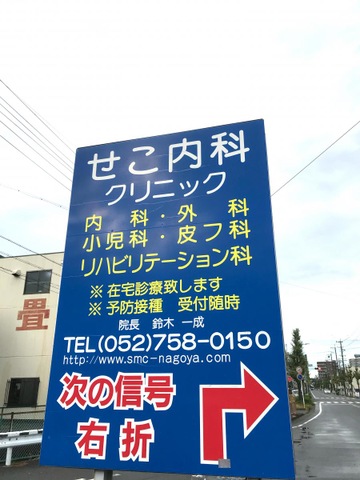 せこ内科
クリニック
内科・外科
小児科・皮フ科
リハビリテーション科
※在宅診療致します
※予防接種 受付随時
院長 鈴木 一成
TEL(052)758-0150
http://www.smc-nagoya.com
次の信号
右折
畳